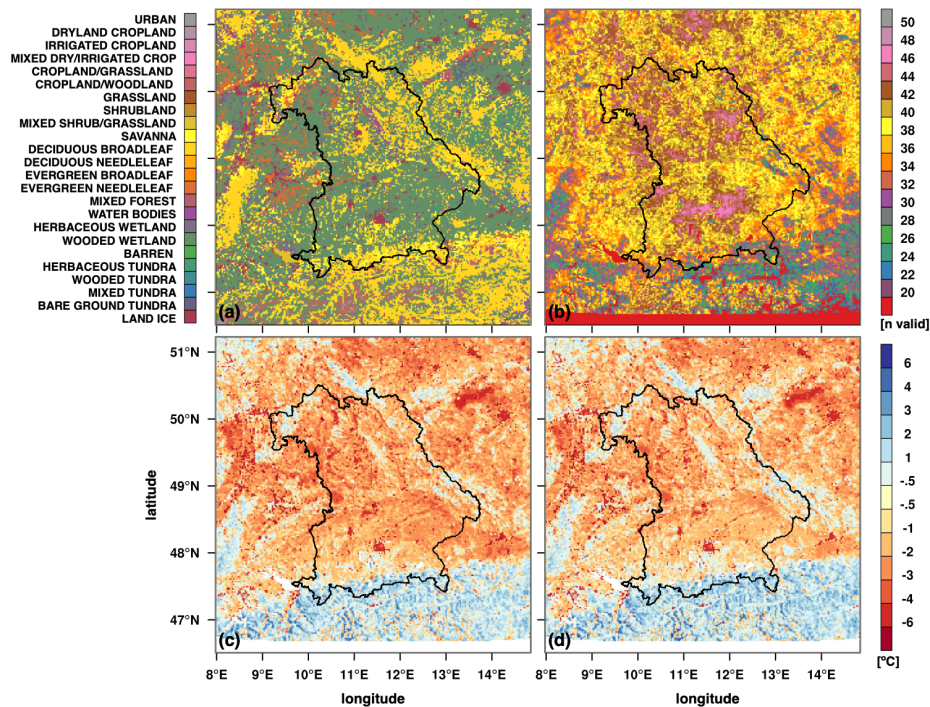 URBAN
DRYLAND CROPLAND
IRRIGATED CROPLAND
MIXED DRY/IRRIGATED CROP
CROPLAND/GRASSLAND
CROPLAND/WOODLAND
GRASSLAND
SHRUBLAND
MIXED SHRUB/GRASSLAND
SAVANNA
DECIDUOUS BROADLEAF
DECIDUOUS NEEDLELEAF
EVERGREEN BROADLEAF
EVERGREEN NEEDLELEAF
MIXED FOREST
WATER BODIES
HERBACEOUS WETLAND
WOODED WETLAND
BARREN
HERBACEOUS TUNDRA
WOODED TUNDRA
MIXED TUNDRA
BARE GROUND TUNDRA
LAND ICE
(a)
(b)
50
48
46
44
42
40
38
36
34
32
30
28
26
24
22
20
[n valid]
51°N
50°N
49°N
48°N
47°N
latitude
(c)
(d)
6
4
3
2
1
-.5
-.5
-1
-2
-3
-4
-6
[°C]
8°E 9°E 10°E 11°E 12°E 13°E 14°E
8°E 9°E 10°E 11°E 12°E 13°E 14°E
longitude
longitude